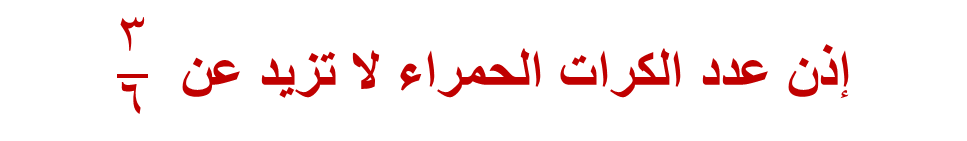 إذن عدد الكرات الحمراء لا تزيد عن ٣/٦